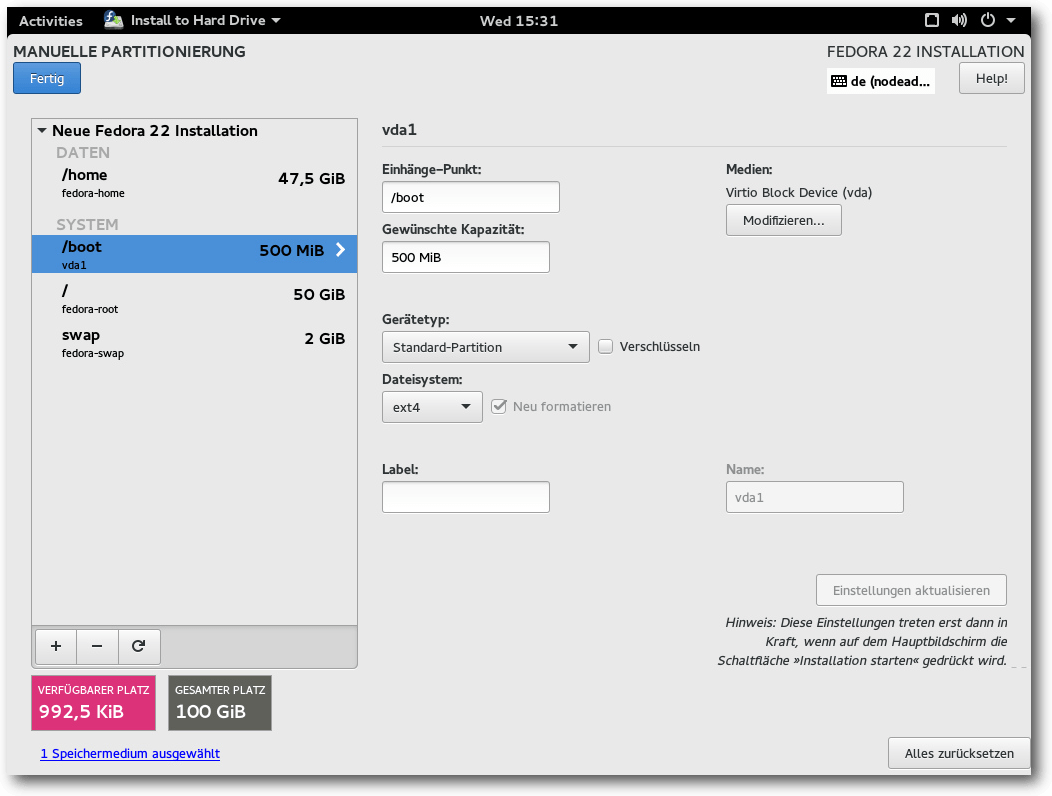 Activities Install to Hard Drive Wed 15:31
MANUELLE PARTITIONIERUNG FEDORA 22 INSTALLATION
Fertig de (nodead... Help!
Neue Fedora 22 Installation
DATEN
/home 47,5 GiB
fedora-home
SYSTEM
/boot 500 MiB
vda1
/ 50 GiB
fedora-root
swap 2 GiB
fedora-swap
+ −
VERFÜGBARER PLATZ
992,5 KiB
GESAMTER PLATZ
100 GiB
1 Speichermedium ausgewählt
vda1
Einhänge-Punkt:
/boot
Gewünschte Kapazität:
500 MiB
Medien:
Virtio Block Device (vda)
Modifizieren...
Gerätetyp:
Standard-Partition Verschlüsseln
Dateisystem:
ext4 Neu formatieren
Label:
Name:
vda1
Einstellungen aktualisieren
Hinweis: Diese Einstellungen treten erst dann in
Kraft, wenn auf dem Hauptbildschirm die
Schaltfläche »Installation starten« gedrückt wird.
Alles zurücksetzen